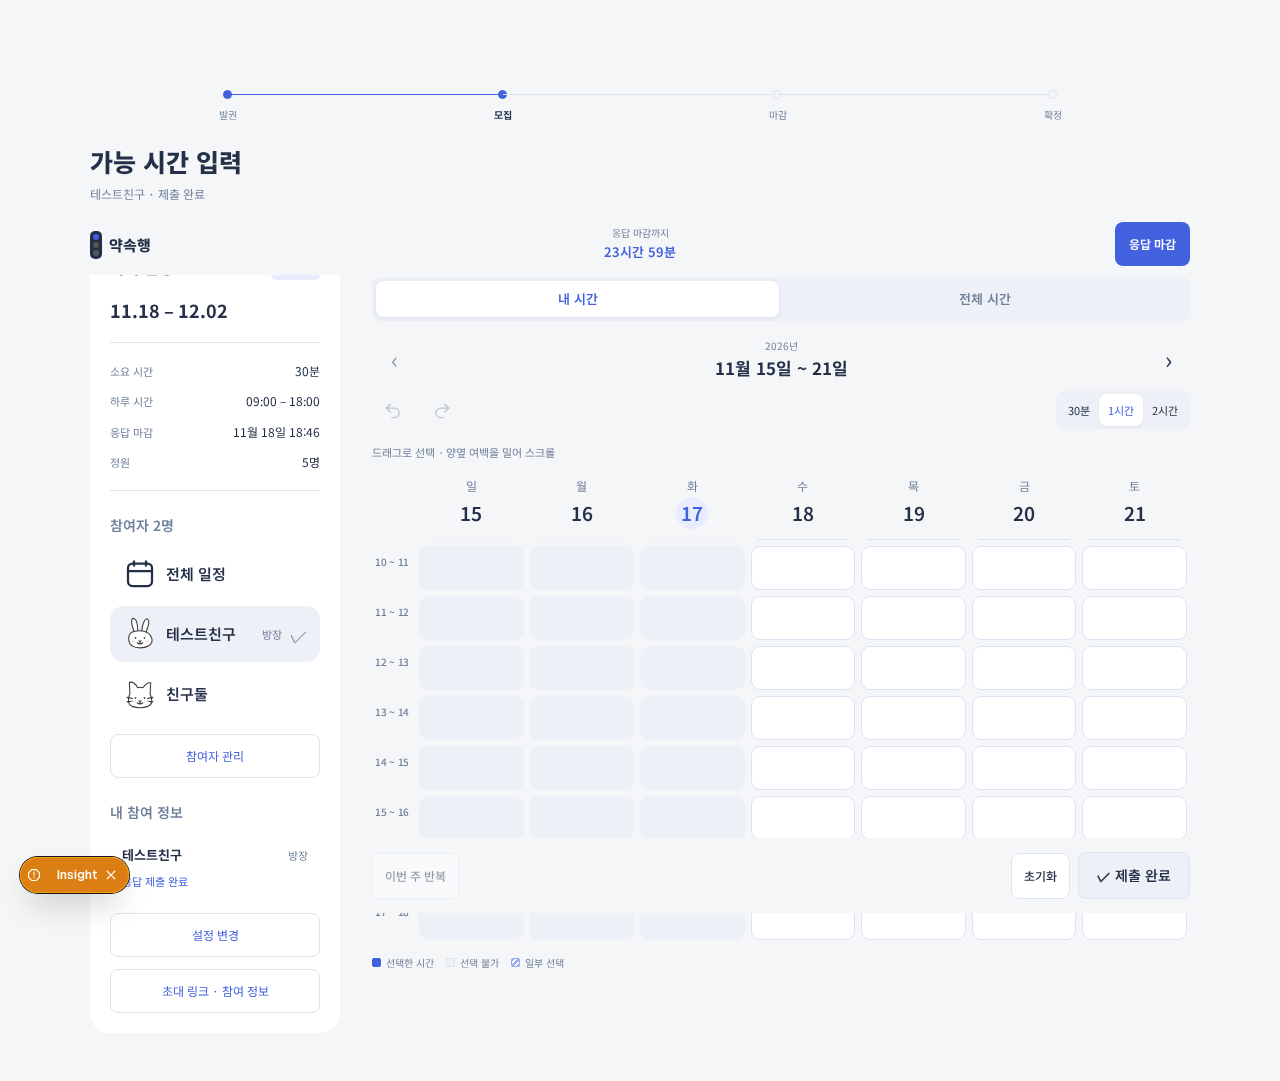 발권
모집
마감
확정
가능 시간 입력
테스트친구 · 제출 완료
약속행
응답 마감까지
23시간 59분
응답 마감
11.18 – 12.02
소요 시간 30분
하루 시간 09:00 – 18:00
응답 마감 11월 18일 18:46
정원 5명
참여자 2명
전체 일정
테스트친구 방장
친구둘
참여자 관리
내 참여 정보
테스트친구 방장
Insight
응답 제출 완료
설정 변경
초대 링크 · 참여 정보
내 시간
전체 시간
2026년
11월 15일 ~ 21일
30분 1시간 2시간
드래그로 선택 · 양옆 여백을 밀어 스크롤
일 월 화 수 목 금 토
15 16 17 18 19 20 21
10 ~ 11
11 ~ 12
12 ~ 13
13 ~ 14
14 ~ 15
15 ~ 16
이번 주 반복
초기화
제출 완료
17 ~ 18
선택한 시간 선택 불가 일부 선택